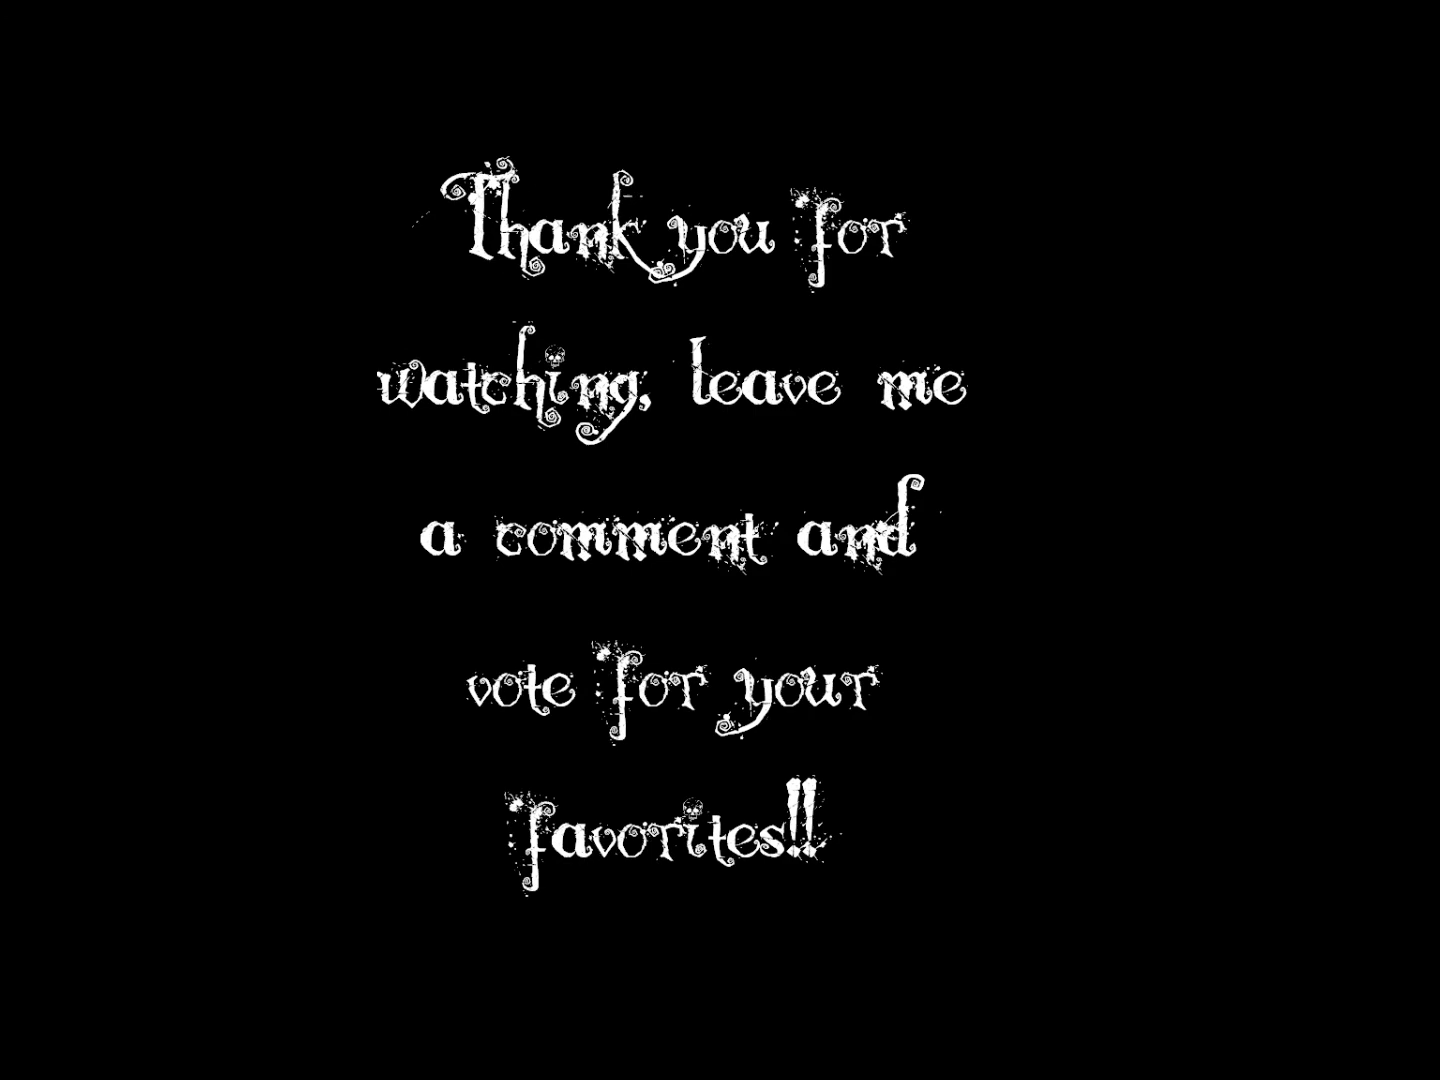 Thank you for
watching, leave me
a comment and
vote for your
favorites!!